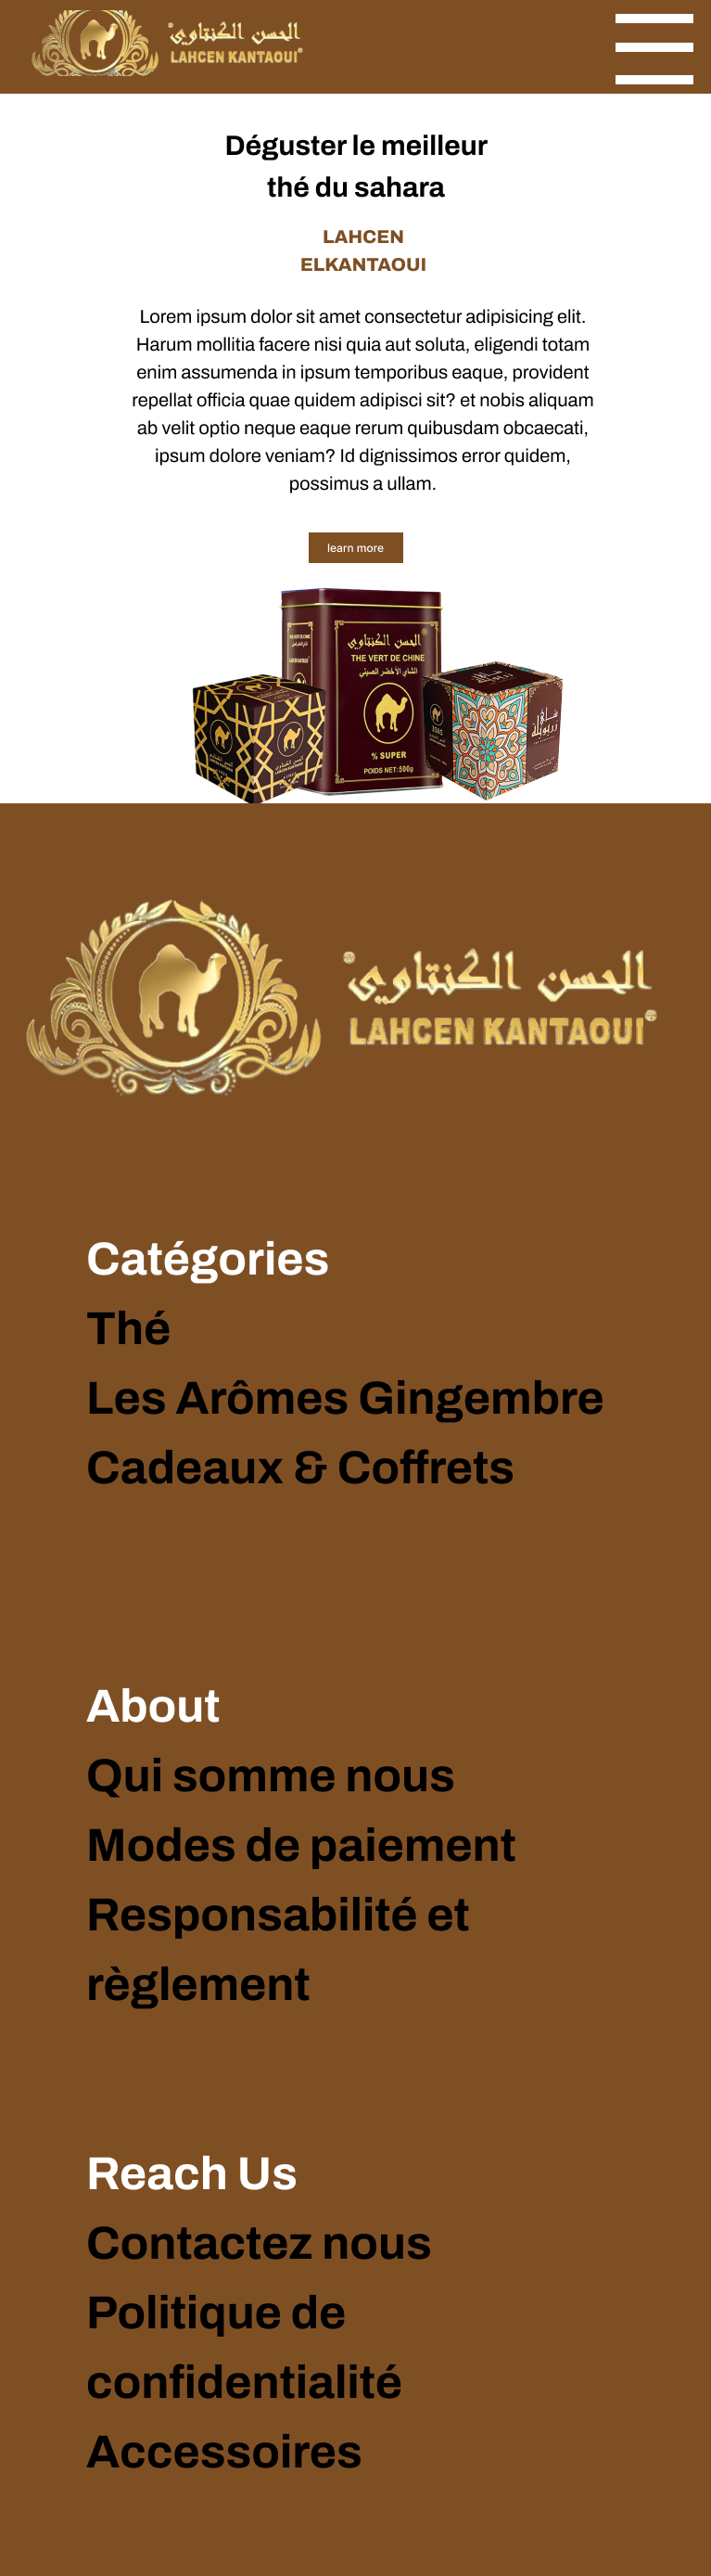 الحسن الكنتاوي
LAHCEN KANTAOUI
Déguster le meilleur
thé du sahara
LAHCEN
ELKANTAOUI
Lorem ipsum dolor sit amet consectetur adipisicing elit.
Harum mollitia facere nisi quia aut soluta, eligendi totam
enim assumenda in ipsum temporibus eaque, provident
repellat officia quae quidem adipisci sit? et nobis aliquam
ab velit optio neque eaque rerum quibusdam obcaecati,
ipsum dolore veniam? Id dignissimos error quidem,
possimus a ullam.
learn more
الحسن الكنتاوي
THE VERT DE CHINE
الشاي الأخضر الصيني
% SUPER
POIDS NET: 500g
الحسن الكنتاوي
LAHCEN KANTAOUI
Catégories
Thé
Les Arômes Gingembre
Cadeaux & Coffrets
About
Qui somme nous
Modes de paiement
Responsabilité et
règlement
Reach Us
Contactez nous
Politique de
confidentialité
Accessoires